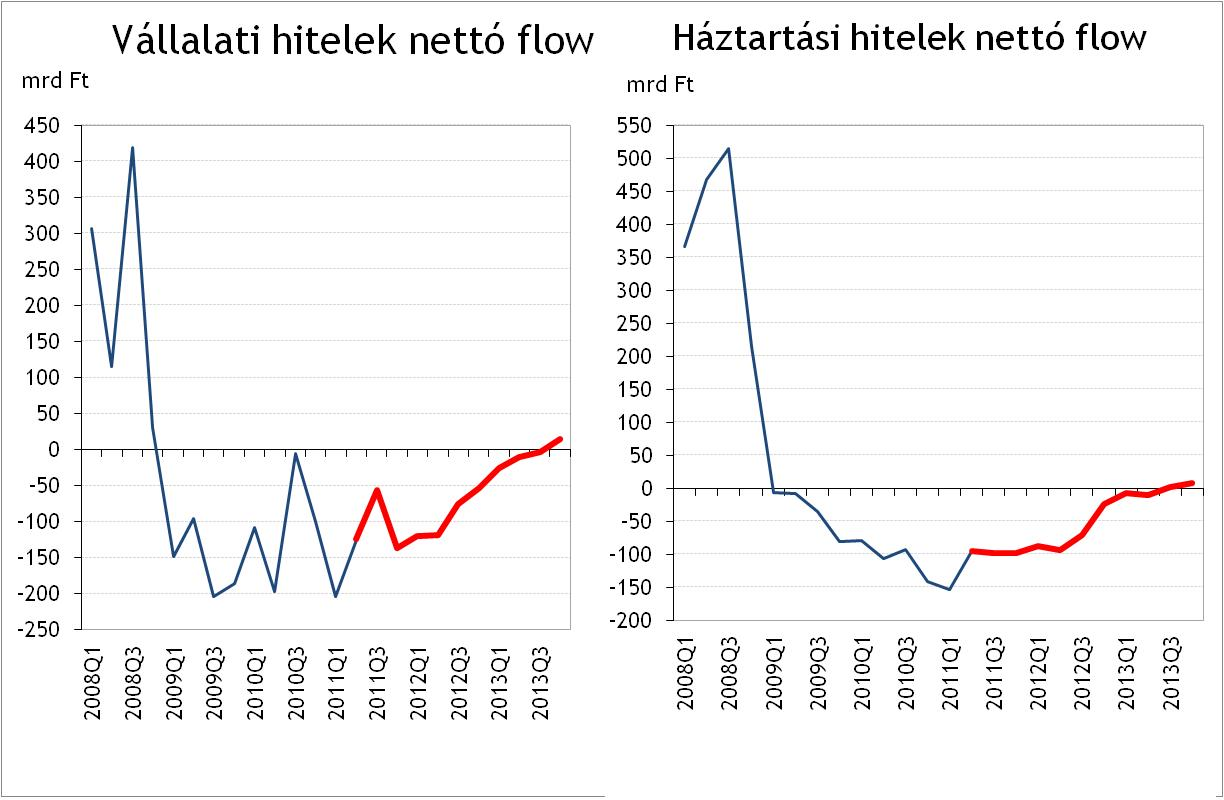 Vállalati hitelek nettó flow
mrd Ft
450
400
350
300
250
200
150
100
50
0
-50
-100
-150
-200
-250
2008Q1
2008Q3
2009Q1
2009Q3
2010Q1
2010Q3
2011Q1
2011Q3
2012Q1
2012Q3
2013Q1
2013Q3
Háztartási hitelek nettó flow
mrd Ft
550
500
450
400
350
300
250
200
150
100
50
0
-50
-100
-150
-200
2008Q1
2008Q3
2009Q1
2009Q3
2010Q1
2010Q3
2011Q1
2011Q3
2012Q1
2012Q3
2013Q1
2013Q3